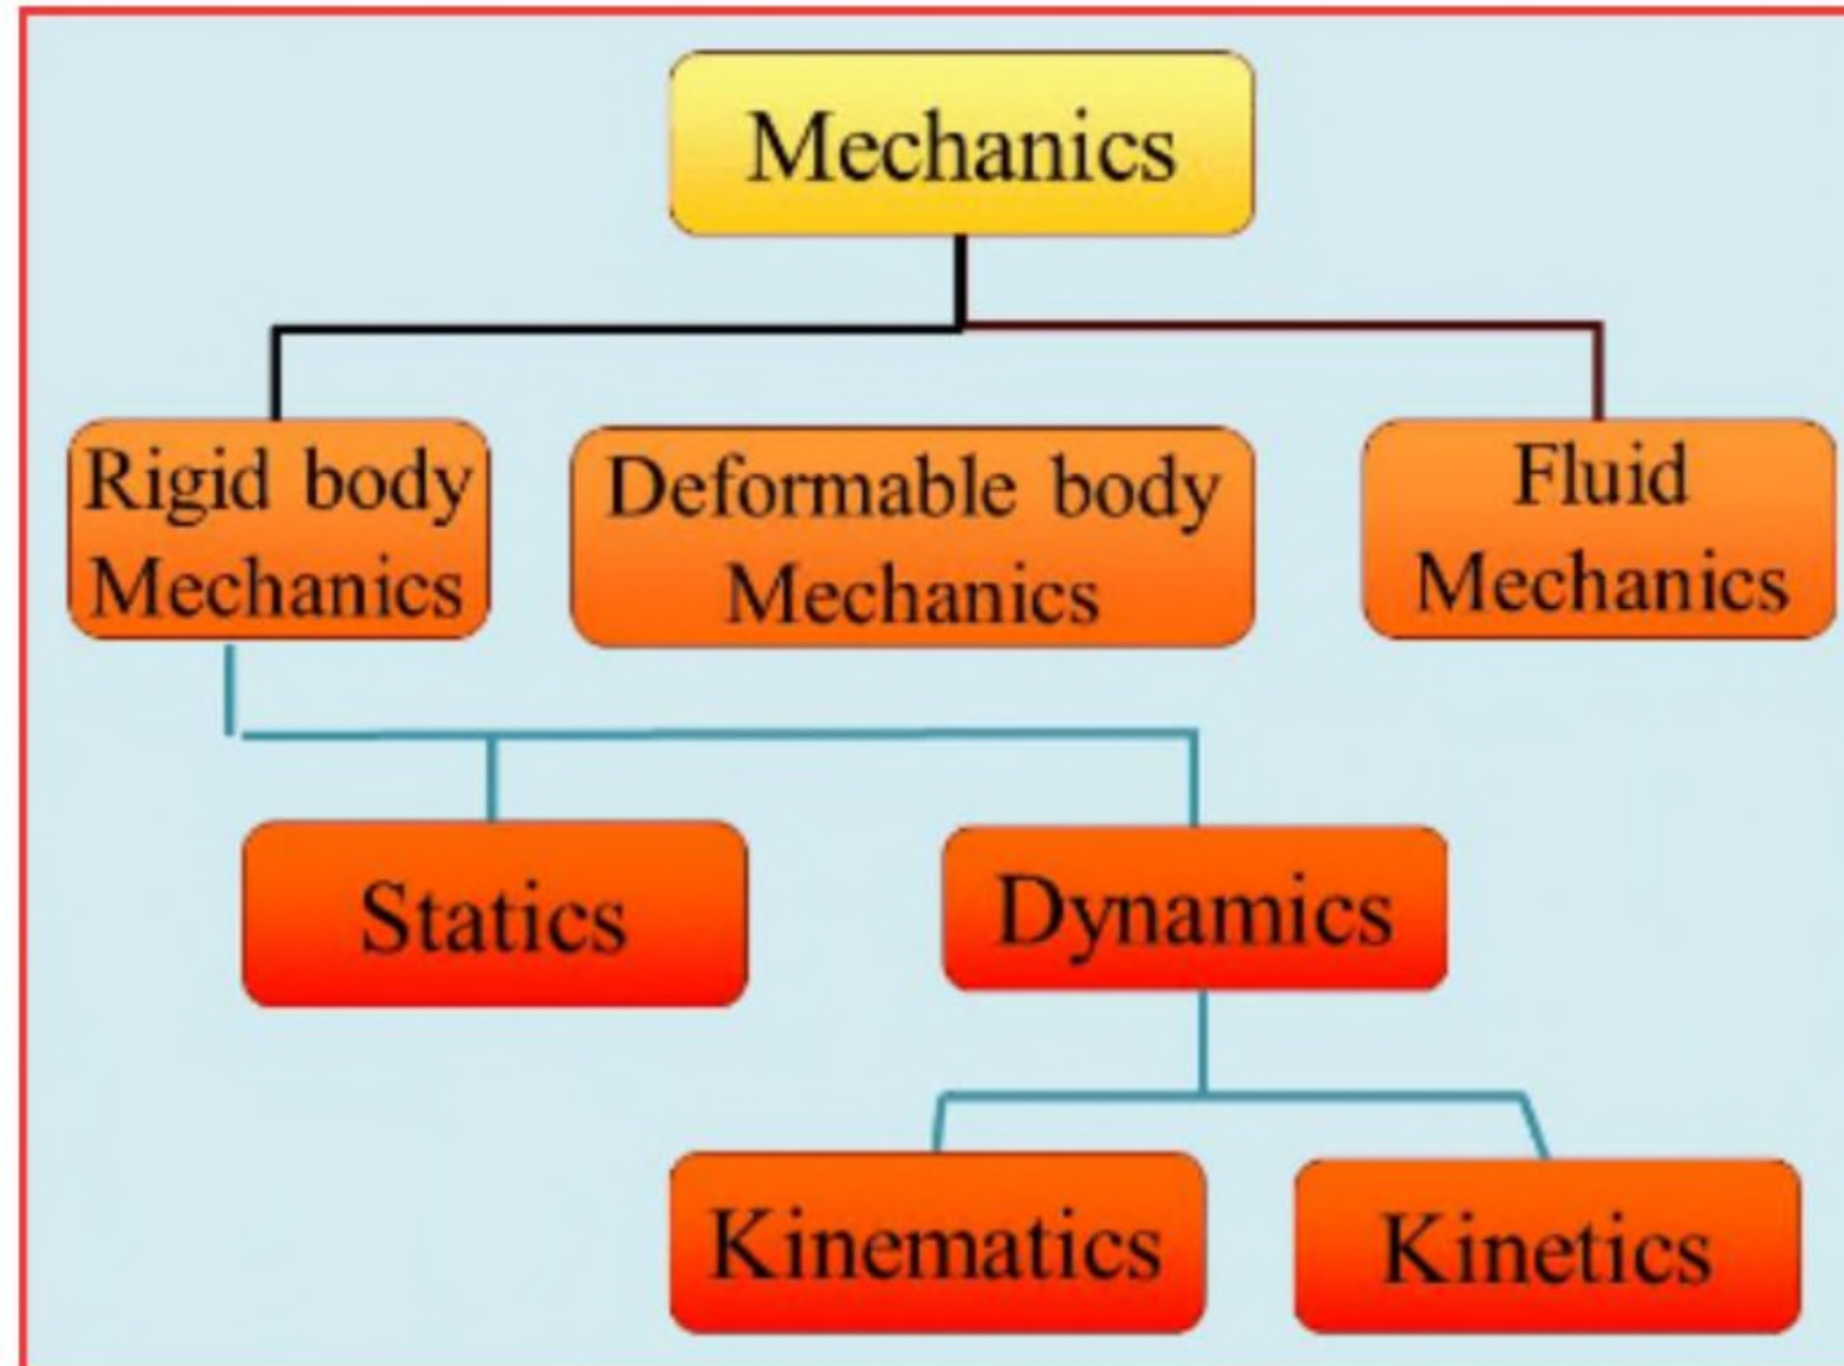 Mechanics
Rigid body
Mechanics
Deformable body
Mechanics
Fluid
Mechanics
Statics
Dynamics
Kinematics
Kinetics